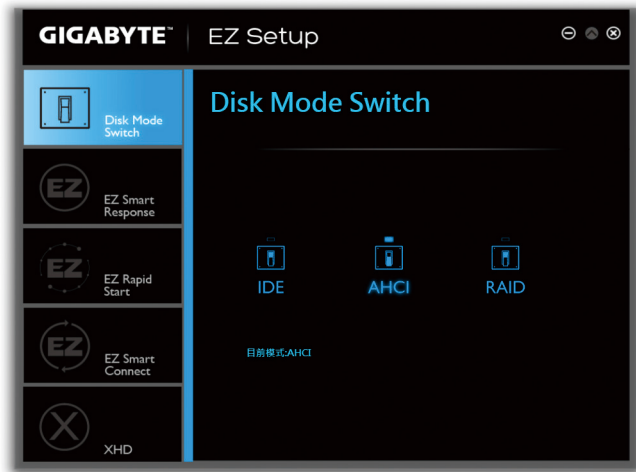 GIGABYTE™
EZ Setup
Disk Mode
Switch
EZ
EZ Smart
Response
EZ
EZ Rapid
Start
EZ
EZ Smart
Connect
X
XHD
Disk Mode Switch
IDE
AHCI
RAID
目前模式:AHCI